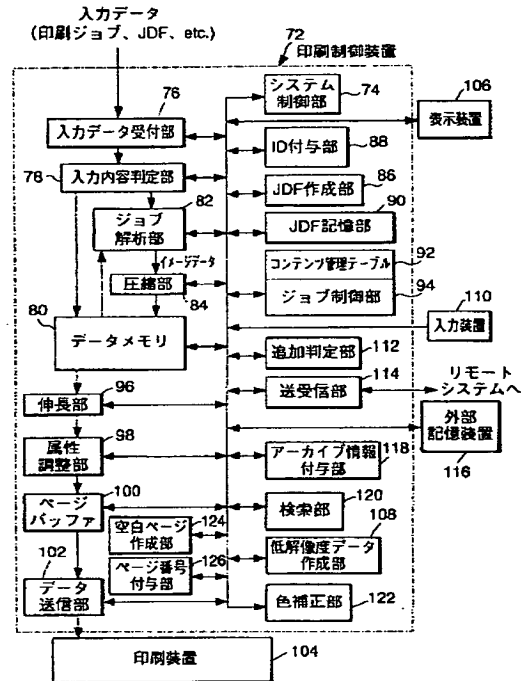 入力データ
(印刷ジョブ、JDF、etc.)
72
印刷制御装置
76
入力データ受付部
78
入力内容判定部
82
ジョブ
解析部
イメージデータ
圧縮部
84
80
データメモリ
96
伸長部
98
属性
調整部
100
ページ
バッファ
102
データ
送信部
空白ページ
作成部
124
ページ番号
付与部
126
印刷装置
104
システム
制御部
74
ID付与部
88
JDF作成部
86
90
JDF記憶部
92
コンテンツ管理テーブル
94
ジョブ制御部
追加判定部
112
114
送受信部
アーカイブ情報
付与部
118
120
検索部
108
低解像度データ
作成部
色補正部
122
106
表示装置
110
入力装置
リモート
システムへ
外部
記憶装置
116